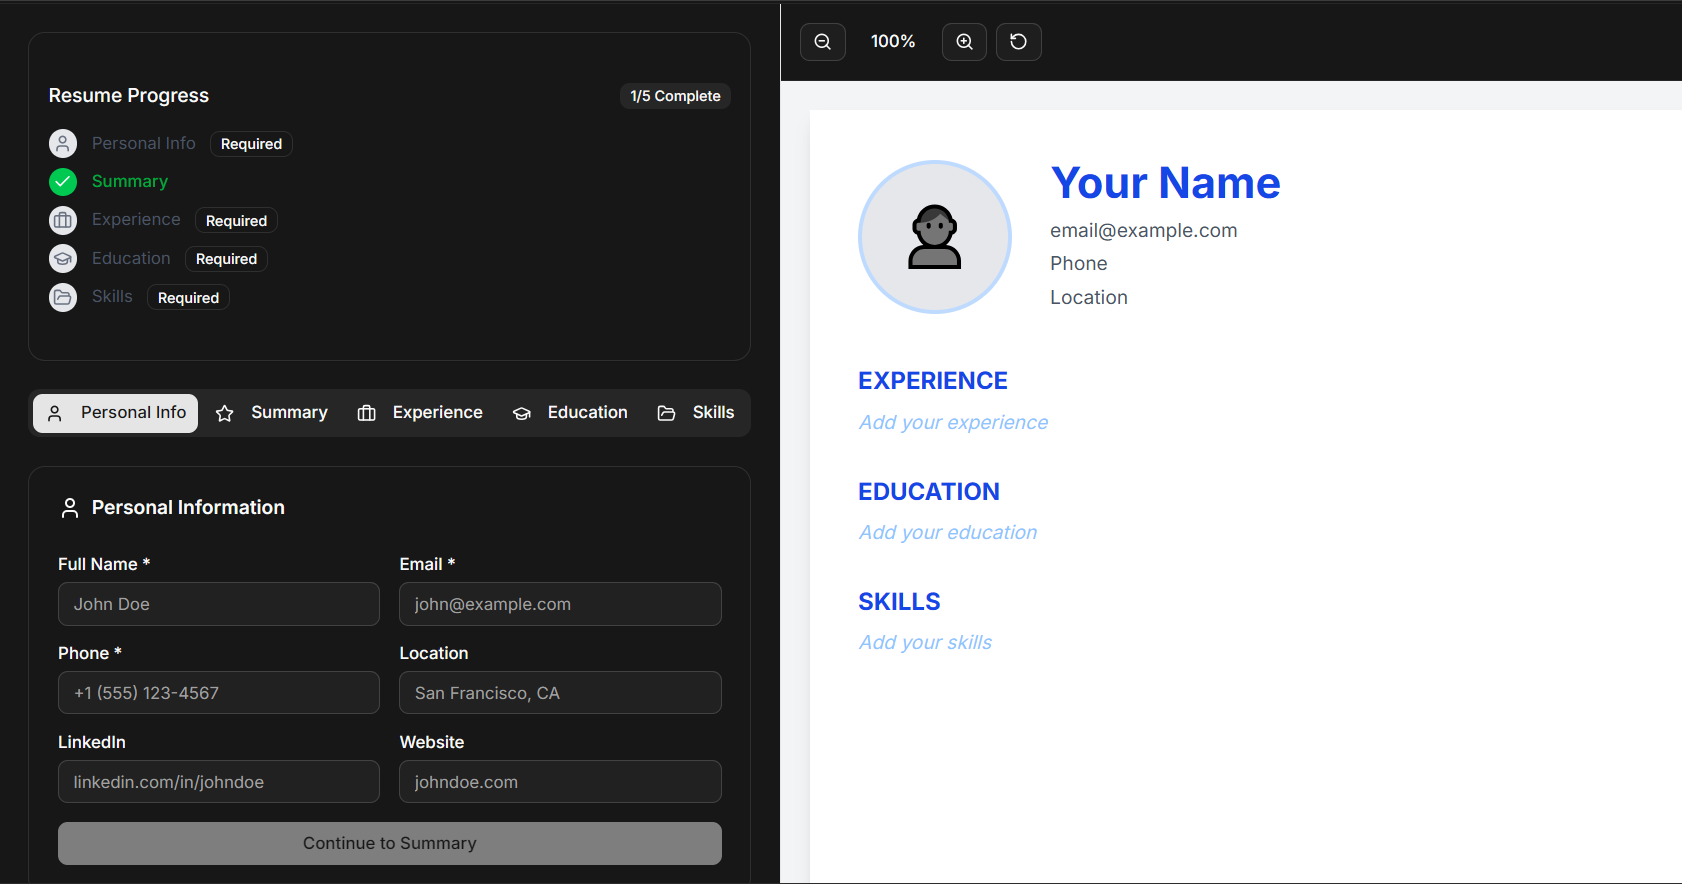 Resume Progress
1/5 Complete
Personal Info Required
Summary
Experience Required
Education Required
Skills Required
Personal Info Summary Experience Education Skills
Personal Information
Full Name * Email *
John Doe john@example.com
Phone * Location
+1 (555) 123-4567 San Francisco, CA
LinkedIn Website
linkedin.com/in/johndoe johndoe.com
Continue to Summary
100%
Your Name
email@example.com
Phone
Location
EXPERIENCE
Add your experience
EDUCATION
Add your education
SKILLS
Add your skills